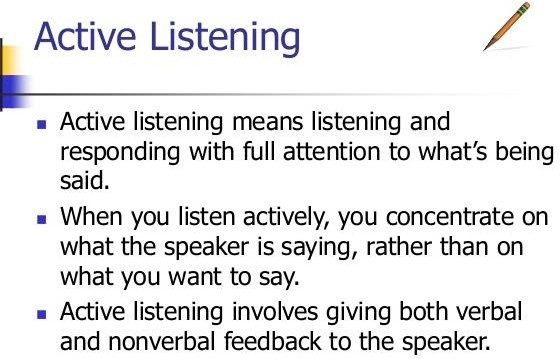 Active Listening
Active listening means listening and
responding with full attention to what’s being
said.
When you listen actively, you concentrate on
what the speaker is saying, rather than on
what you want to say.
Active listening involves giving both verbal
and nonverbal feedback to the speaker.